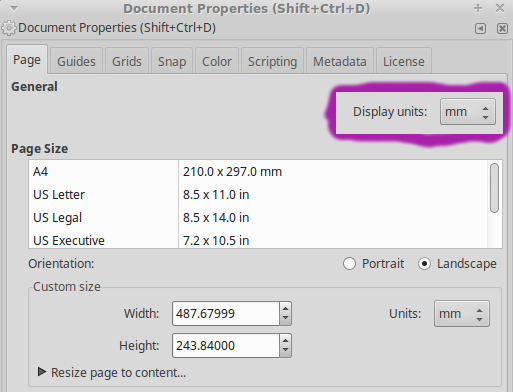 Document Properties (Shift+Ctrl+D)
Document Properties (Shift+Ctrl+D)
Page Guides Grids Snap Color Scripting Metadata License
General
Display units: mm
Page Size
A4 210.0 x 297.0 mm
US Letter 8.5 x 11.0 in
US Legal 8.5 x 14.0 in
US Executive 7.2 x 10.5 in
Orientation: Portrait Landscape
Custom size
Width: 487.67999 Units: mm
Height: 243.84000
Resize page to content...